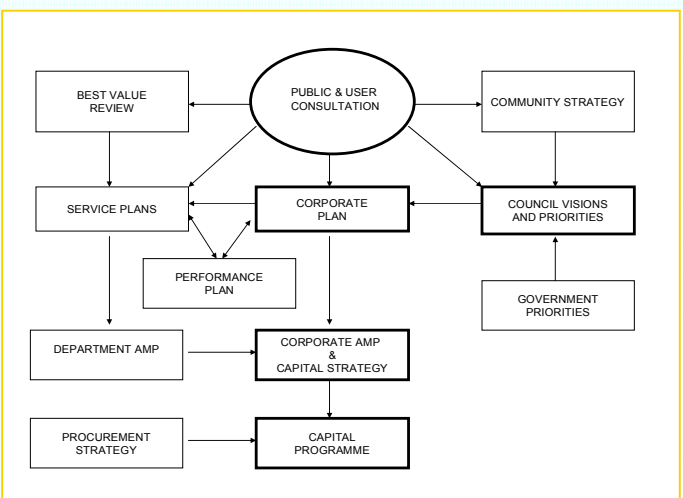 BEST VALUE
REVIEW
PUBLIC & USER
CONSULTATION
COMMUNITY STRATEGY
SERVICE PLANS
CORPORATE
PLAN
COUNCIL VISIONS
AND PRIORITIES
PERFORMANCE
PLAN
GOVERNMENT
PRIORITIES
DEPARTMENT AMP
CORPORATE AMP
&
CAPITAL STRATEGY
PROCUREMENT
STRATEGY
CAPITAL
PROGRAMME